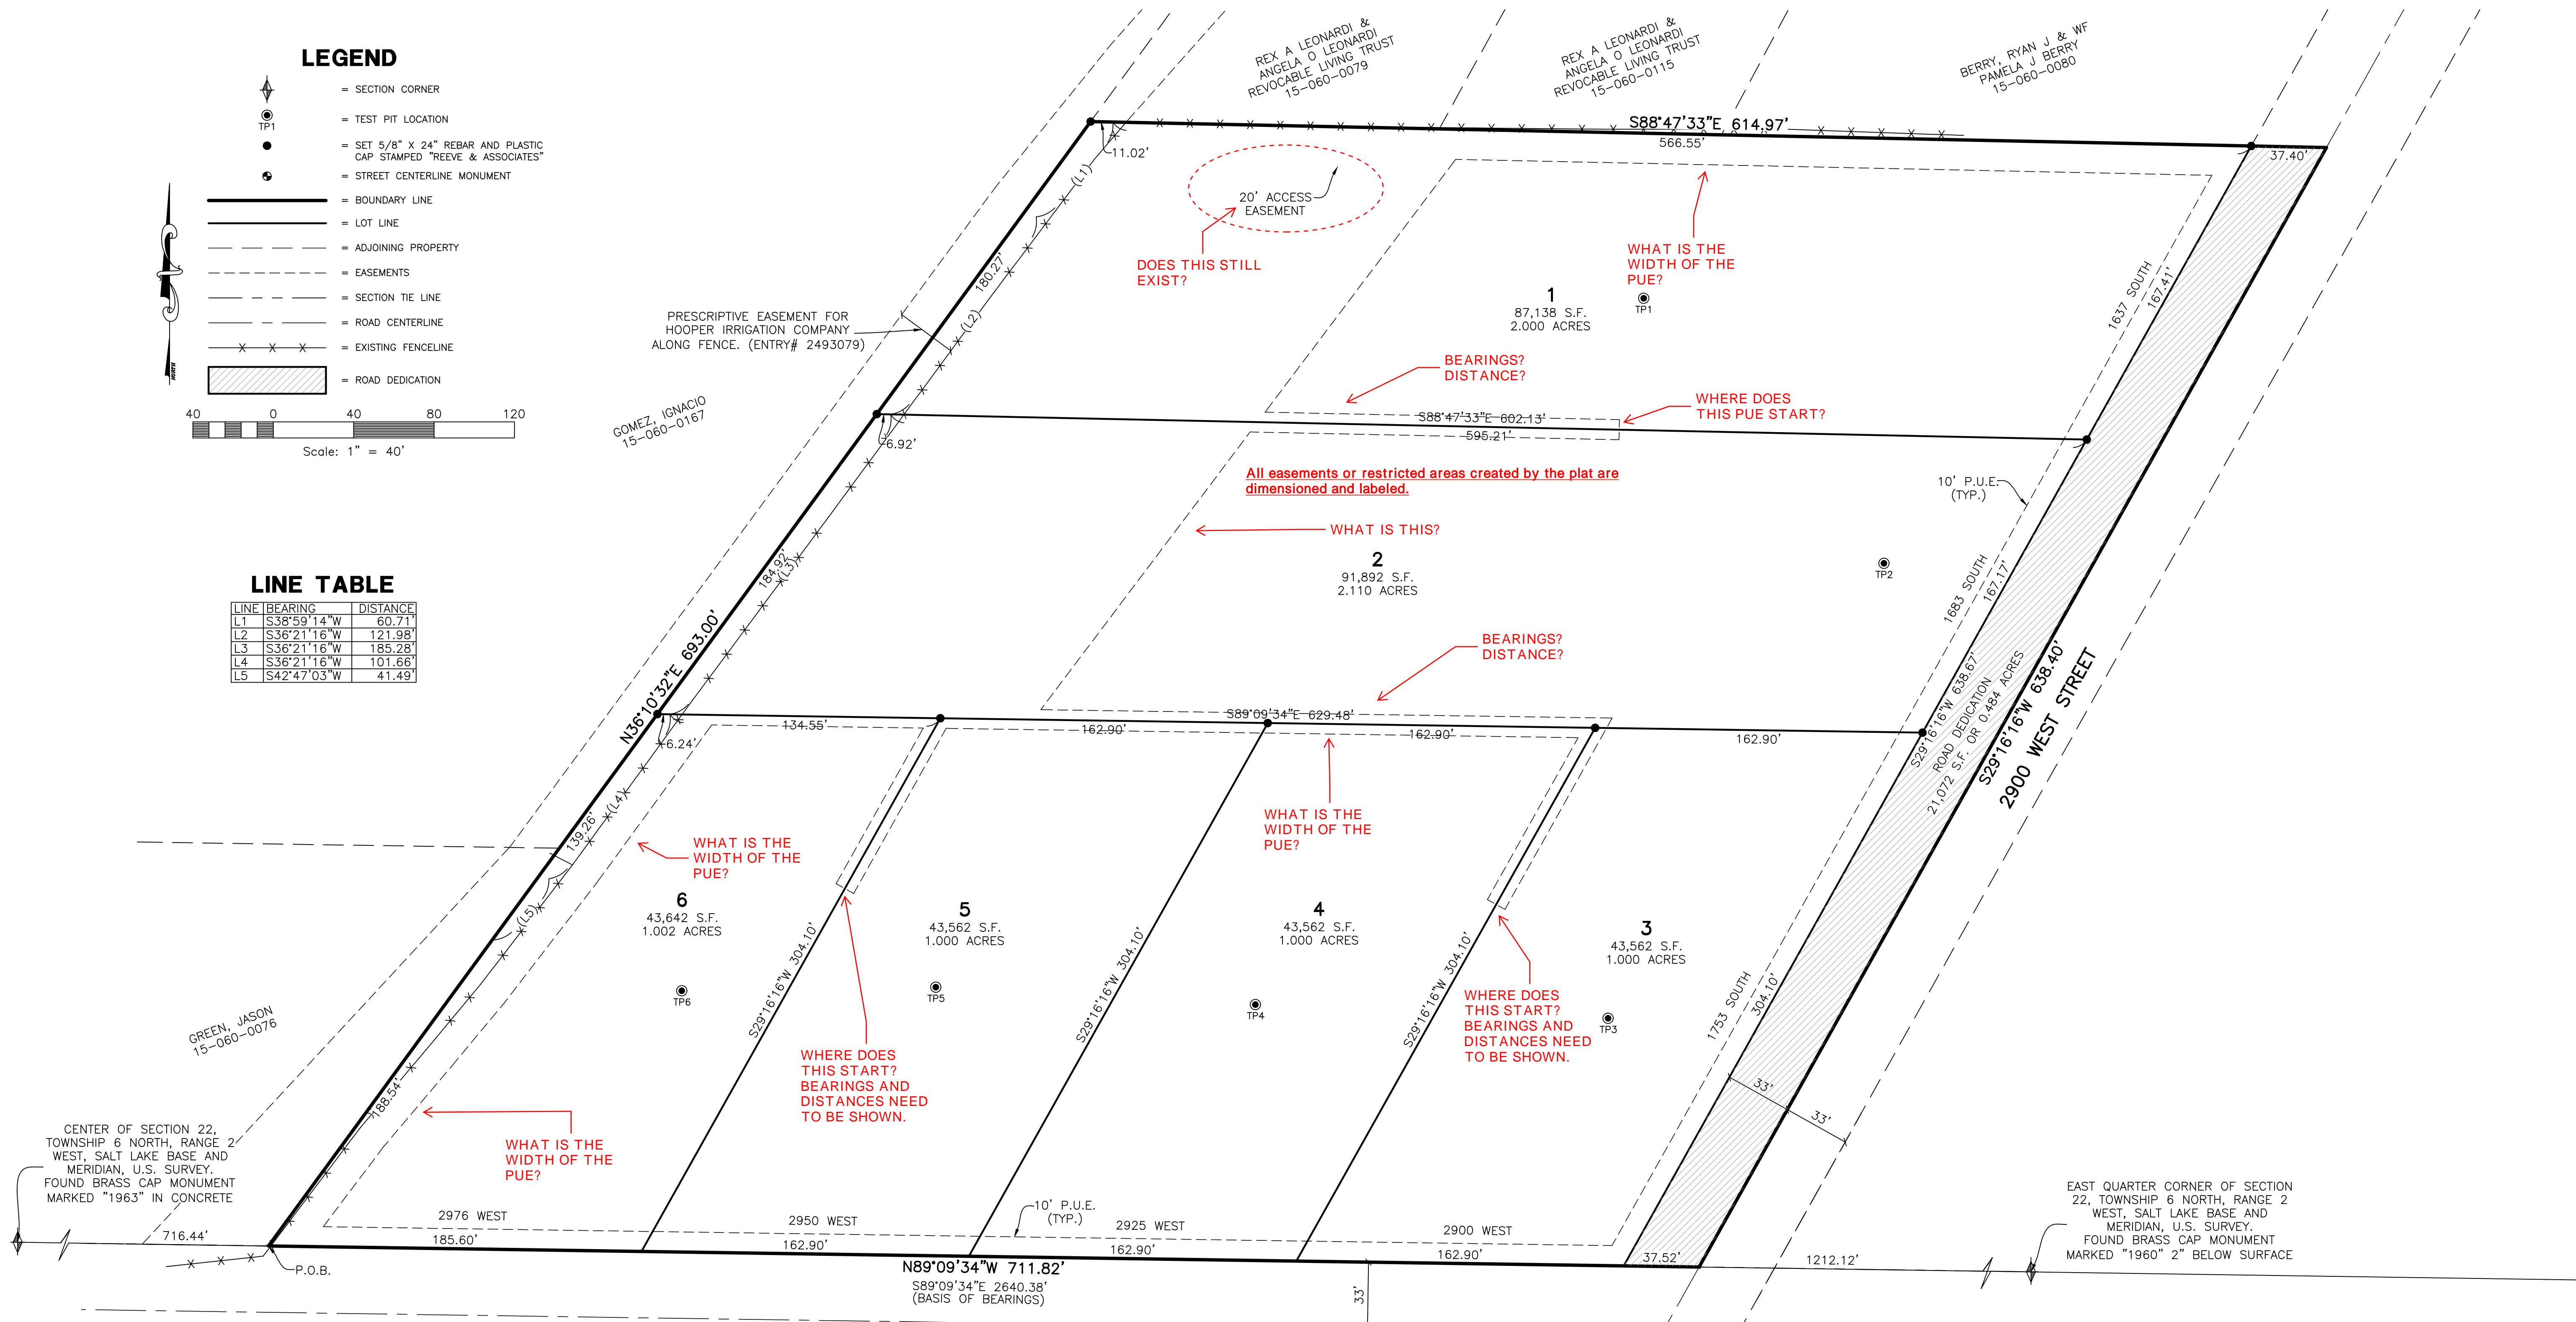 LEGEND
= SECTION CORNER
TP1
= TEST PIT LOCATION
= SET 5/8" X 24" REBAR AND PLASTIC
CAP STAMPED "REEVE & ASSOCIATES"
= STREET CENTERLINE MONUMENT
= BOUNDARY LINE
= LOT LINE
= ADJOINING PROPERTY
= EASEMENTS
= SECTION TIE LINE
= ROAD CENTERLINE
= EXISTING FENCELINE
= ROAD DEDICATION
NORTH
40 0 40 80 120
Scale: 1" = 40'
LINE TABLE
LINE BEARING DISTANCE
L1 S38°59'14"W 60.71'
L2 S36°21'16"W 121.98'
L3 S36°21'16"W 185.28'
L4 S36°21'16"W 101.66'
L5 S42°47'03"W 41.49'
REX A LEONARDI &
ANGELA O LEONARDI
REVOCABLE LIVING TRUST
15-060-0079
REX A LEONARDI &
ANGELA O LEONARDI
REVOCABLE LIVING TRUST
15-060-0115
BERRY, RYAN J & WF
PAMELA J BERRY
15-060-0080
S88°47'33"E 614.97'
566.55'
37.40'
11.02'
(L1)
20' ACCESS
EASEMENT
DOES THIS STILL
EXIST?
WHAT IS THE
WIDTH OF THE
PUE?
1
87,138 S.F.
2.000 ACRES
TP1
1637 SOUTH
167.41'
180.27'
(L2)
PRESCRIPTIVE EASEMENT FOR
HOOPER IRRIGATION COMPANY
ALONG FENCE. (ENTRY# 2493079)
GOMEZ, IGNACIO
15-060-0167
BEARINGS?
DISTANCE?
WHERE DOES
THIS PUE START?
S88°47'33"E 602.13'
595.21'
6.92'
All easements or restricted areas created by the plat are
dimensioned and labeled.
10' P.U.E.
(TYP.)
WHAT IS THIS?
2
91,892 S.F.
2.110 ACRES
TP2
1683 SOUTH
167.17'
184.92'
(L3)
N36°10'32"E 693.00'
BEARINGS?
DISTANCE?
S89°09'34"E 629.48'
134.55'
162.90'
162.90'
162.90'
6.24'
S29°16'16"W 638.67'
ROAD DEDICATION
21,072 S.F. OR 0.484 ACRES
S29°16'16"W 638.40'
2900 WEST STREET
139.26'
(L4)
WHAT IS THE
WIDTH OF THE
PUE?
WHAT IS THE
WIDTH OF THE
PUE?
6
43,642 S.F.
1.002 ACRES
5
43,562 S.F.
1.000 ACRES
4
43,562 S.F.
1.000 ACRES
3
43,562 S.F.
1.000 ACRES
(L5)
S29°16'16"W 304.10'
S29°16'16"W 304.10'
S29°16'16"W 304.10'
1753 SOUTH
304.10'
TP6
TP5
TP4
TP3
WHERE DOES
THIS START?
BEARINGS AND
DISTANCES NEED
TO BE SHOWN.
WHERE DOES
THIS START?
BEARINGS AND
DISTANCES NEED
TO BE SHOWN.
GREEN, JASON
15-060-0076
188.54'
33'
33'
WHAT IS THE
WIDTH OF THE
PUE?
CENTER OF SECTION 22,
TOWNSHIP 6 NORTH, RANGE 2
WEST, SALT LAKE BASE AND
MERIDIAN, U.S. SURVEY.
FOUND BRASS CAP MONUMENT
MARKED "1963" IN CONCRETE
EAST QUARTER CORNER OF SECTION
22, TOWNSHIP 6 NORTH, RANGE 2
WEST, SALT LAKE BASE AND
MERIDIAN, U.S. SURVEY.
FOUND BRASS CAP MONUMENT
MARKED "1960" 2" BELOW SURFACE
10' P.U.E.
(TYP.)
2976 WEST
2950 WEST
2925 WEST
2900 WEST
716.44'
185.60'
162.90'
162.90'
162.90'
37.52'
1212.12'
P.O.B.
N89°09'34"W 711.82'
S89°09'34"E 2640.38'
(BASIS OF BEARINGS)
33'